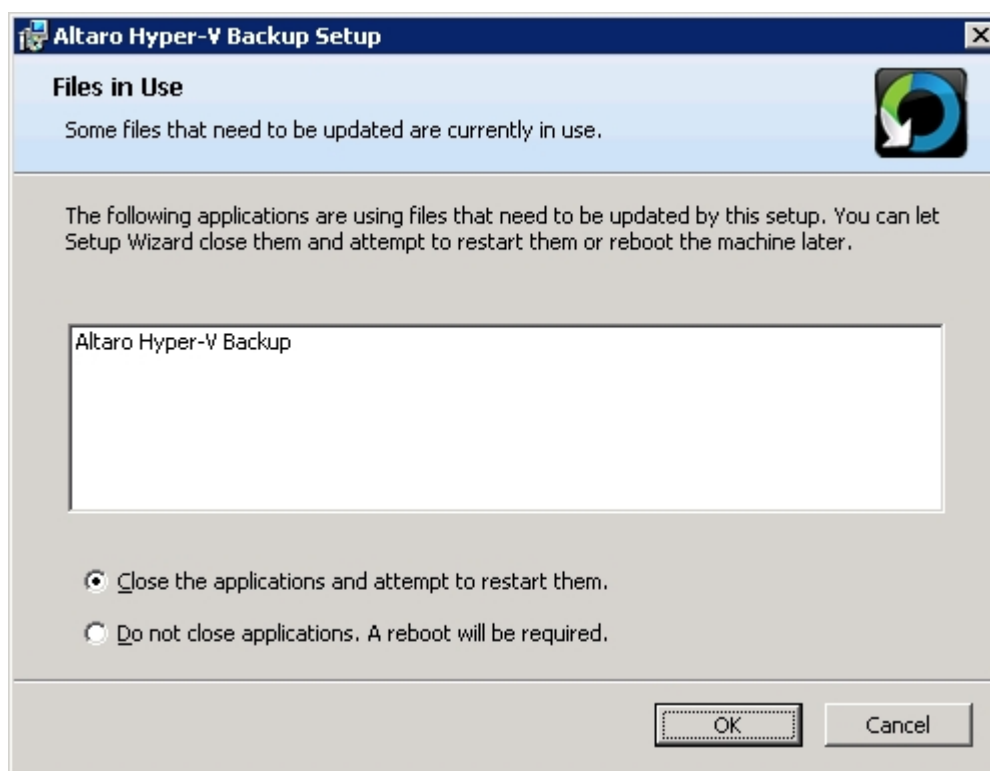 Altaro Hyper-V Backup Setup
Files in Use
Some files that need to be updated are currently in use.
The following applications are using files that need to be updated by this setup. You can let
Setup Wizard close them and attempt to restart them or reboot the machine later.
Altaro Hyper-V Backup
Close the applications and attempt to restart them.
Do not close applications. A reboot will be required.
OK
Cancel